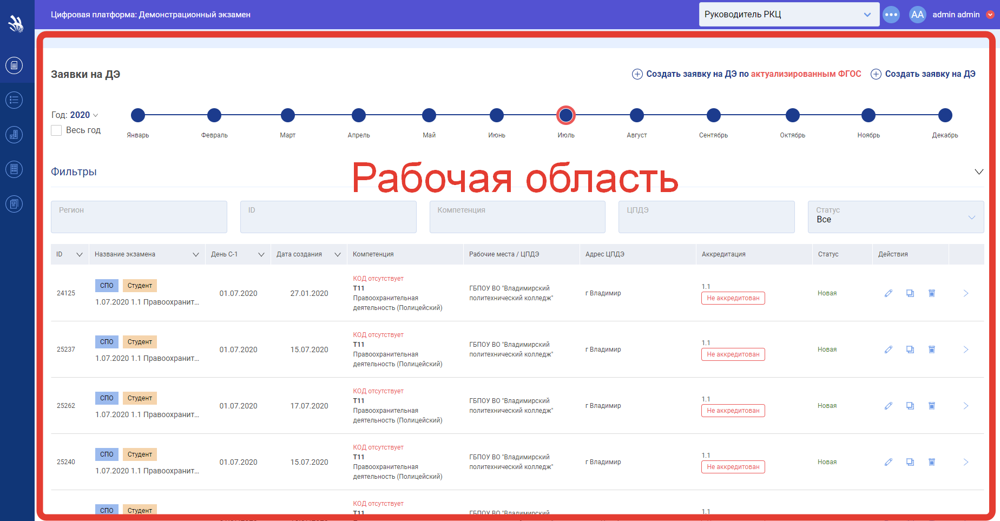 Цифровая платформа: Демонстрационный экзамен
Руководитель РКЦ
AA
admin admin
Заявки на ДЭ
Создать заявку на ДЭ по актуализированным ФГОС
Создать заявку на ДЭ
Год: 2020
Весь год
Январь Февраль Март Апрель Май Июнь Июль Август Сентябрь Октябрь Ноябрь Декабрь
Рабочая область
Фильтры
Регион
ID
Компетенция
ЦПДЭ
Статус
Все
ID Название экзамена День С-1 Дата создания Компетенция Рабочие места / ЦПДЭ Адрес ЦПДЭ Аккредитация Статус Действия
24125
СПО Студент
1.07.2020 1.1 Правоохранит...
01.07.2020
27.01.2020
КОД отсутствует
T11
Правоохранительная
деятельность (Полицейский)
ГБПОУ ВО "Владимирский
политехнический колледж"
г Владимир
1.1
Не аккредитован
Новая
25237
СПО Студент
1.07.2020 1.1 Правоохранит...
01.07.2020
15.07.2020
КОД отсутствует
T11
Правоохранительная
деятельность (Полицейский)
ГБПОУ ВО "Владимирский
политехнический колледж"
г Владимир
1.1
Не аккредитован
Новая
25262
СПО Студент
1.07.2020 1.1 Правоохранит...
01.07.2020
17.07.2020
КОД отсутствует
T11
Правоохранительная
деятельность (Полицейский)
ГБПОУ ВО "Владимирский
политехнический колледж"
г Владимир
1.1
Не аккредитован
Новая
25240
СПО Студент
1.07.2020 1.1 Правоохранит...
01.07.2020
15.07.2020
КОД отсутствует
T11
Правоохранительная
деятельность (Полицейский)
ГБПОУ ВО "Владимирский
политехнический колледж"
г Владимир
1.1
Не аккредитован
Новая
СПО Студент
КОД отсутствует
T11
ГБПОУ ВО "Владимирский
1.1